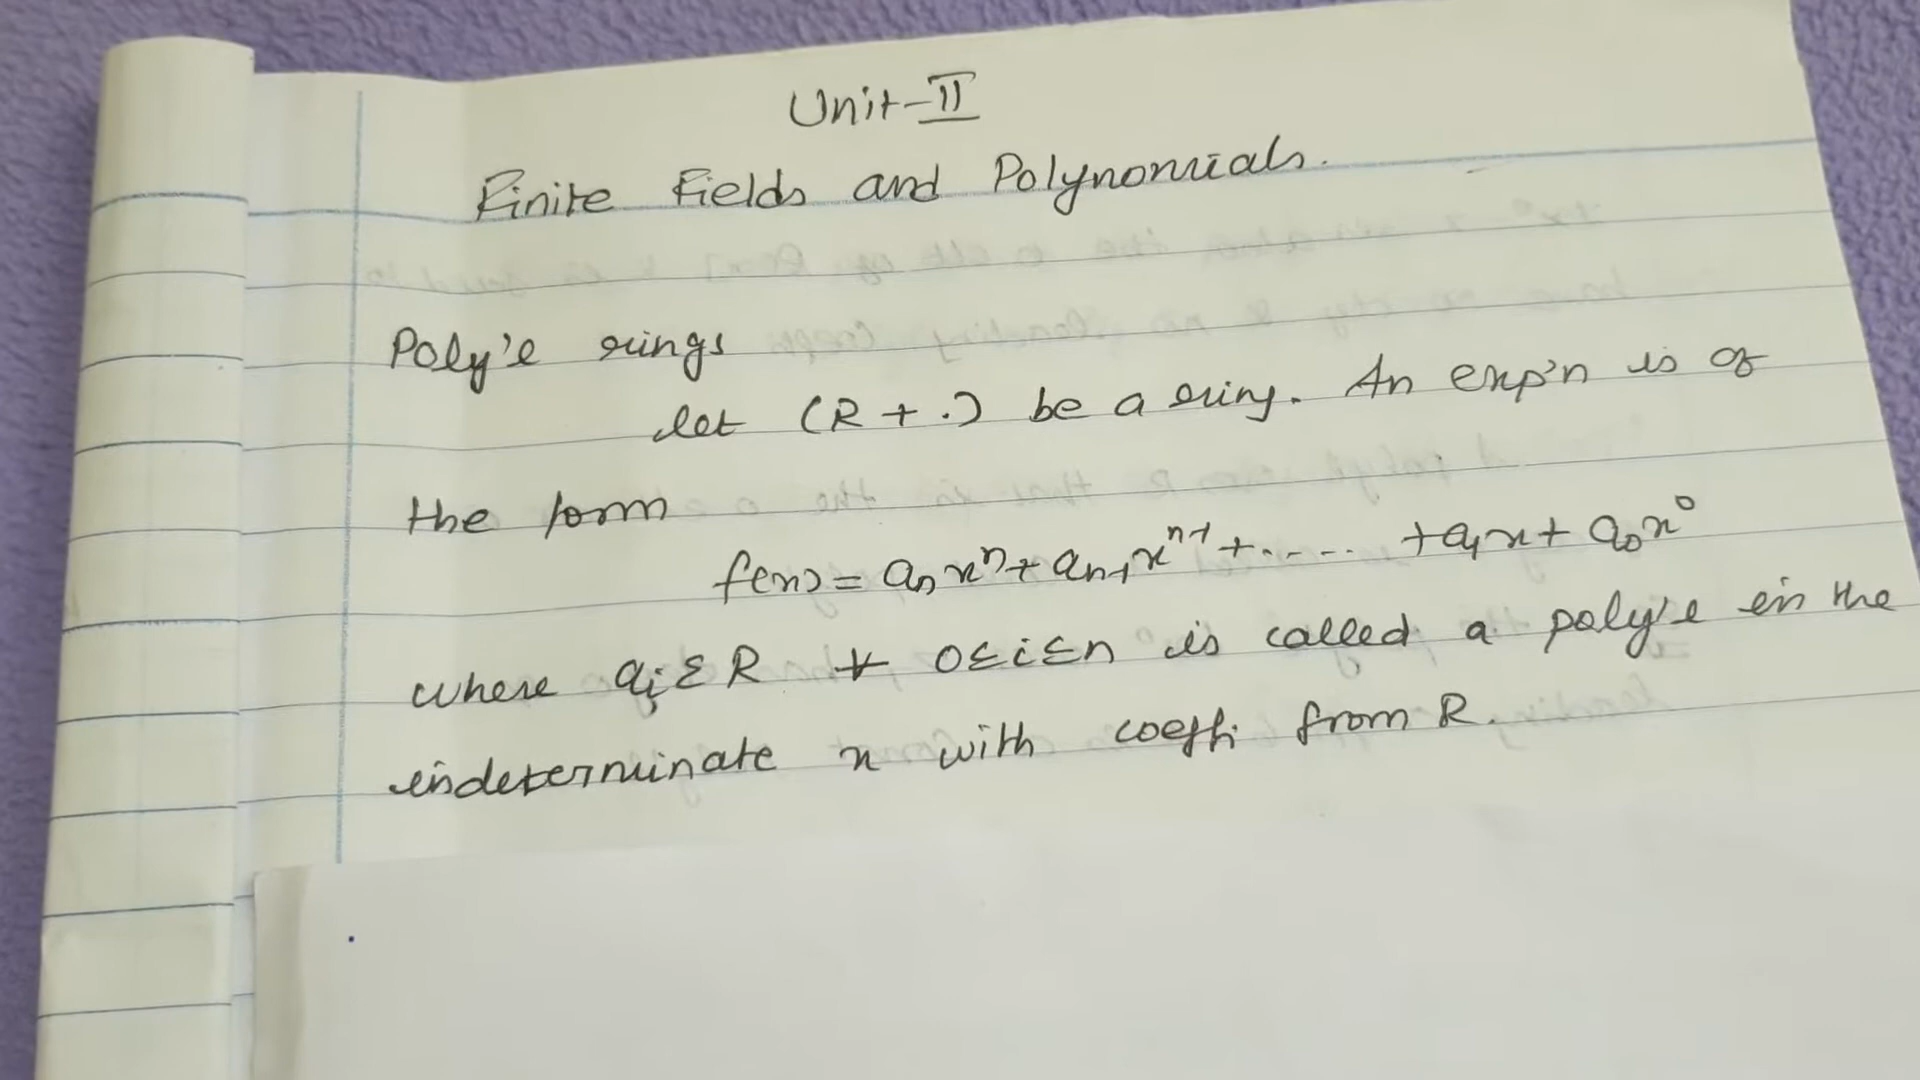 Unit-II
Finite Fields and Polynomials.
Poly'l rings
let (R + .) be a ring. An exp'n is of
the form
f(x) = aₙxⁿ + aₙ₋₁xⁿ⁻¹ + ..... + a₁x + a₀x⁰
where aᵢ ε R ∀ 0≤i≤n is called a poly'l in the
indeterminate x with coeffi from R.